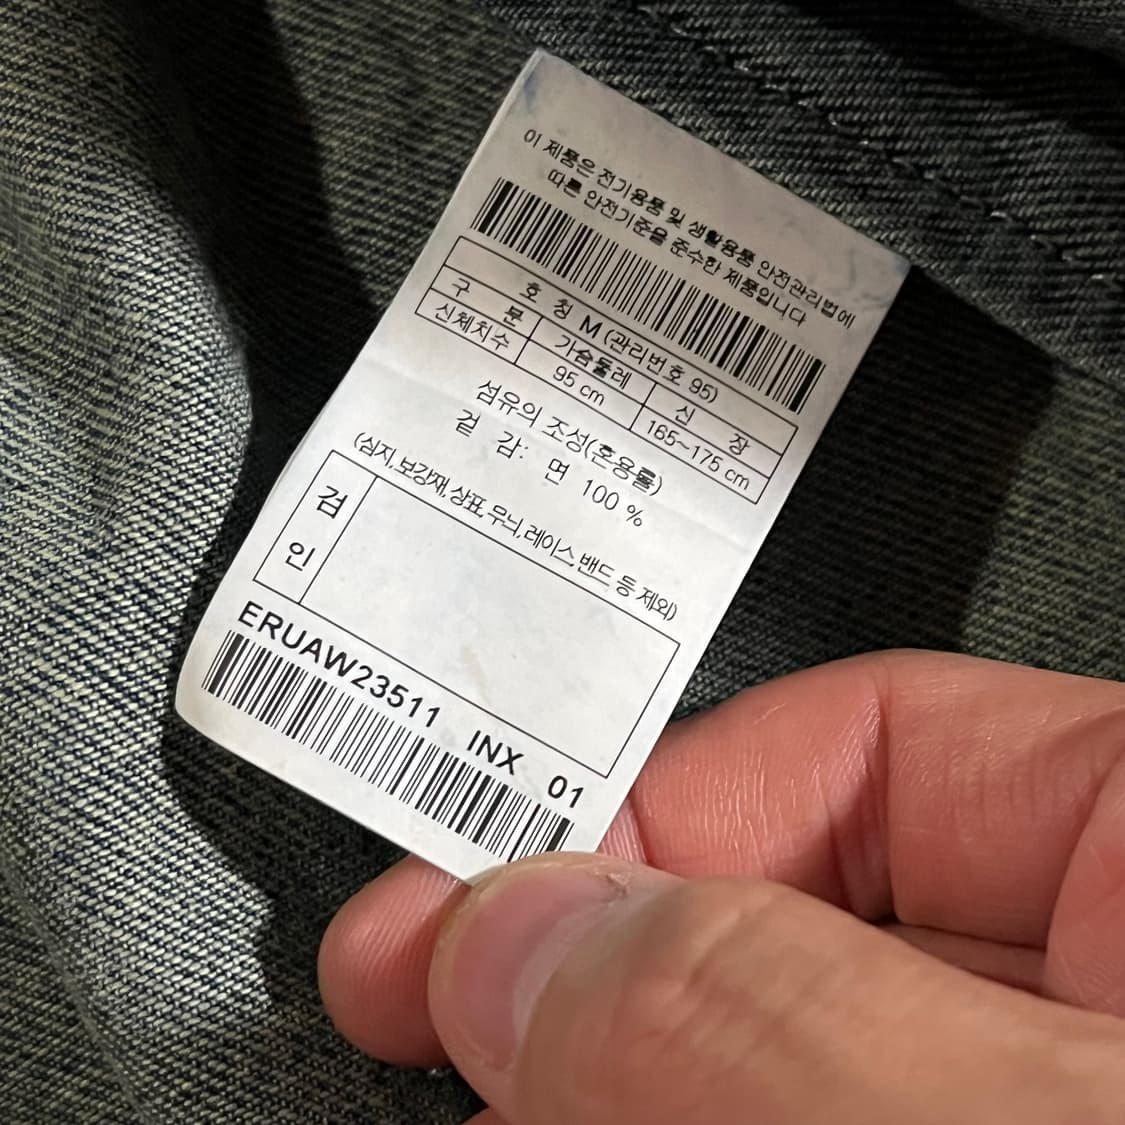 이 제품은 전기용품 및 생활용품 안전관리법에
따른 안전기준을 준수한 제품입니다
호 칭 M (관리번호 95)
구 분 가슴둘레 신 장
신체치수 95 cm 165~175 cm
섬유의 조성(혼용률)
겉 감: 면 100 %
(심지,보강재,상표,무늬,레이스,밴드 등 제외)
검
인
ERUAW23511 INX 01